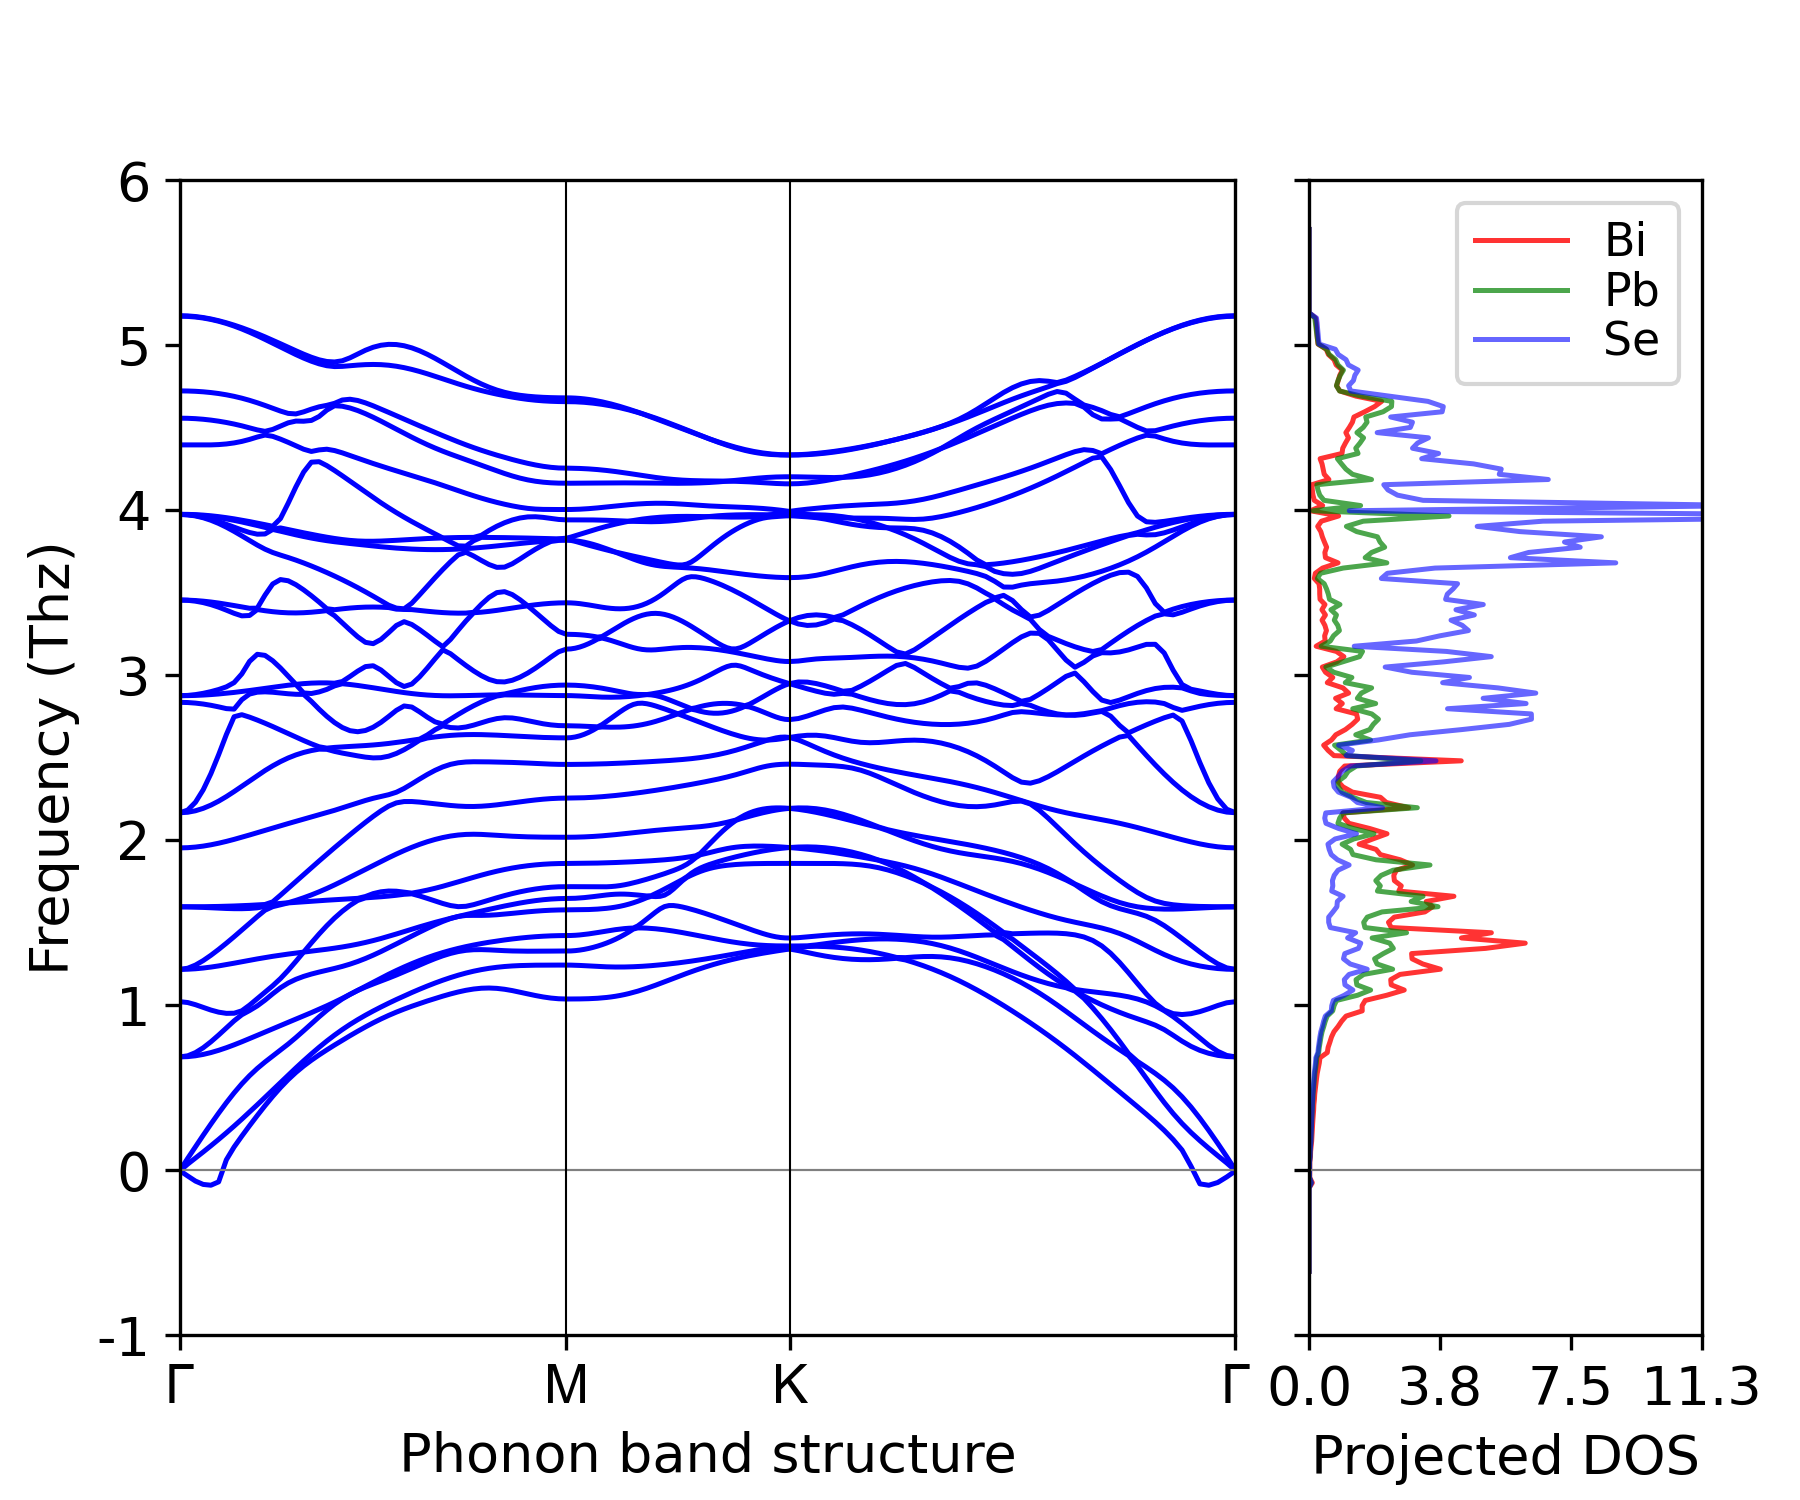 6
5
4
3
2
1
0
-1
Frequency (Thz)
Γ M K Γ
Phonon band structure
Bi
Pb
Se
0.0 3.8 7.5 11.3
Projected DOS